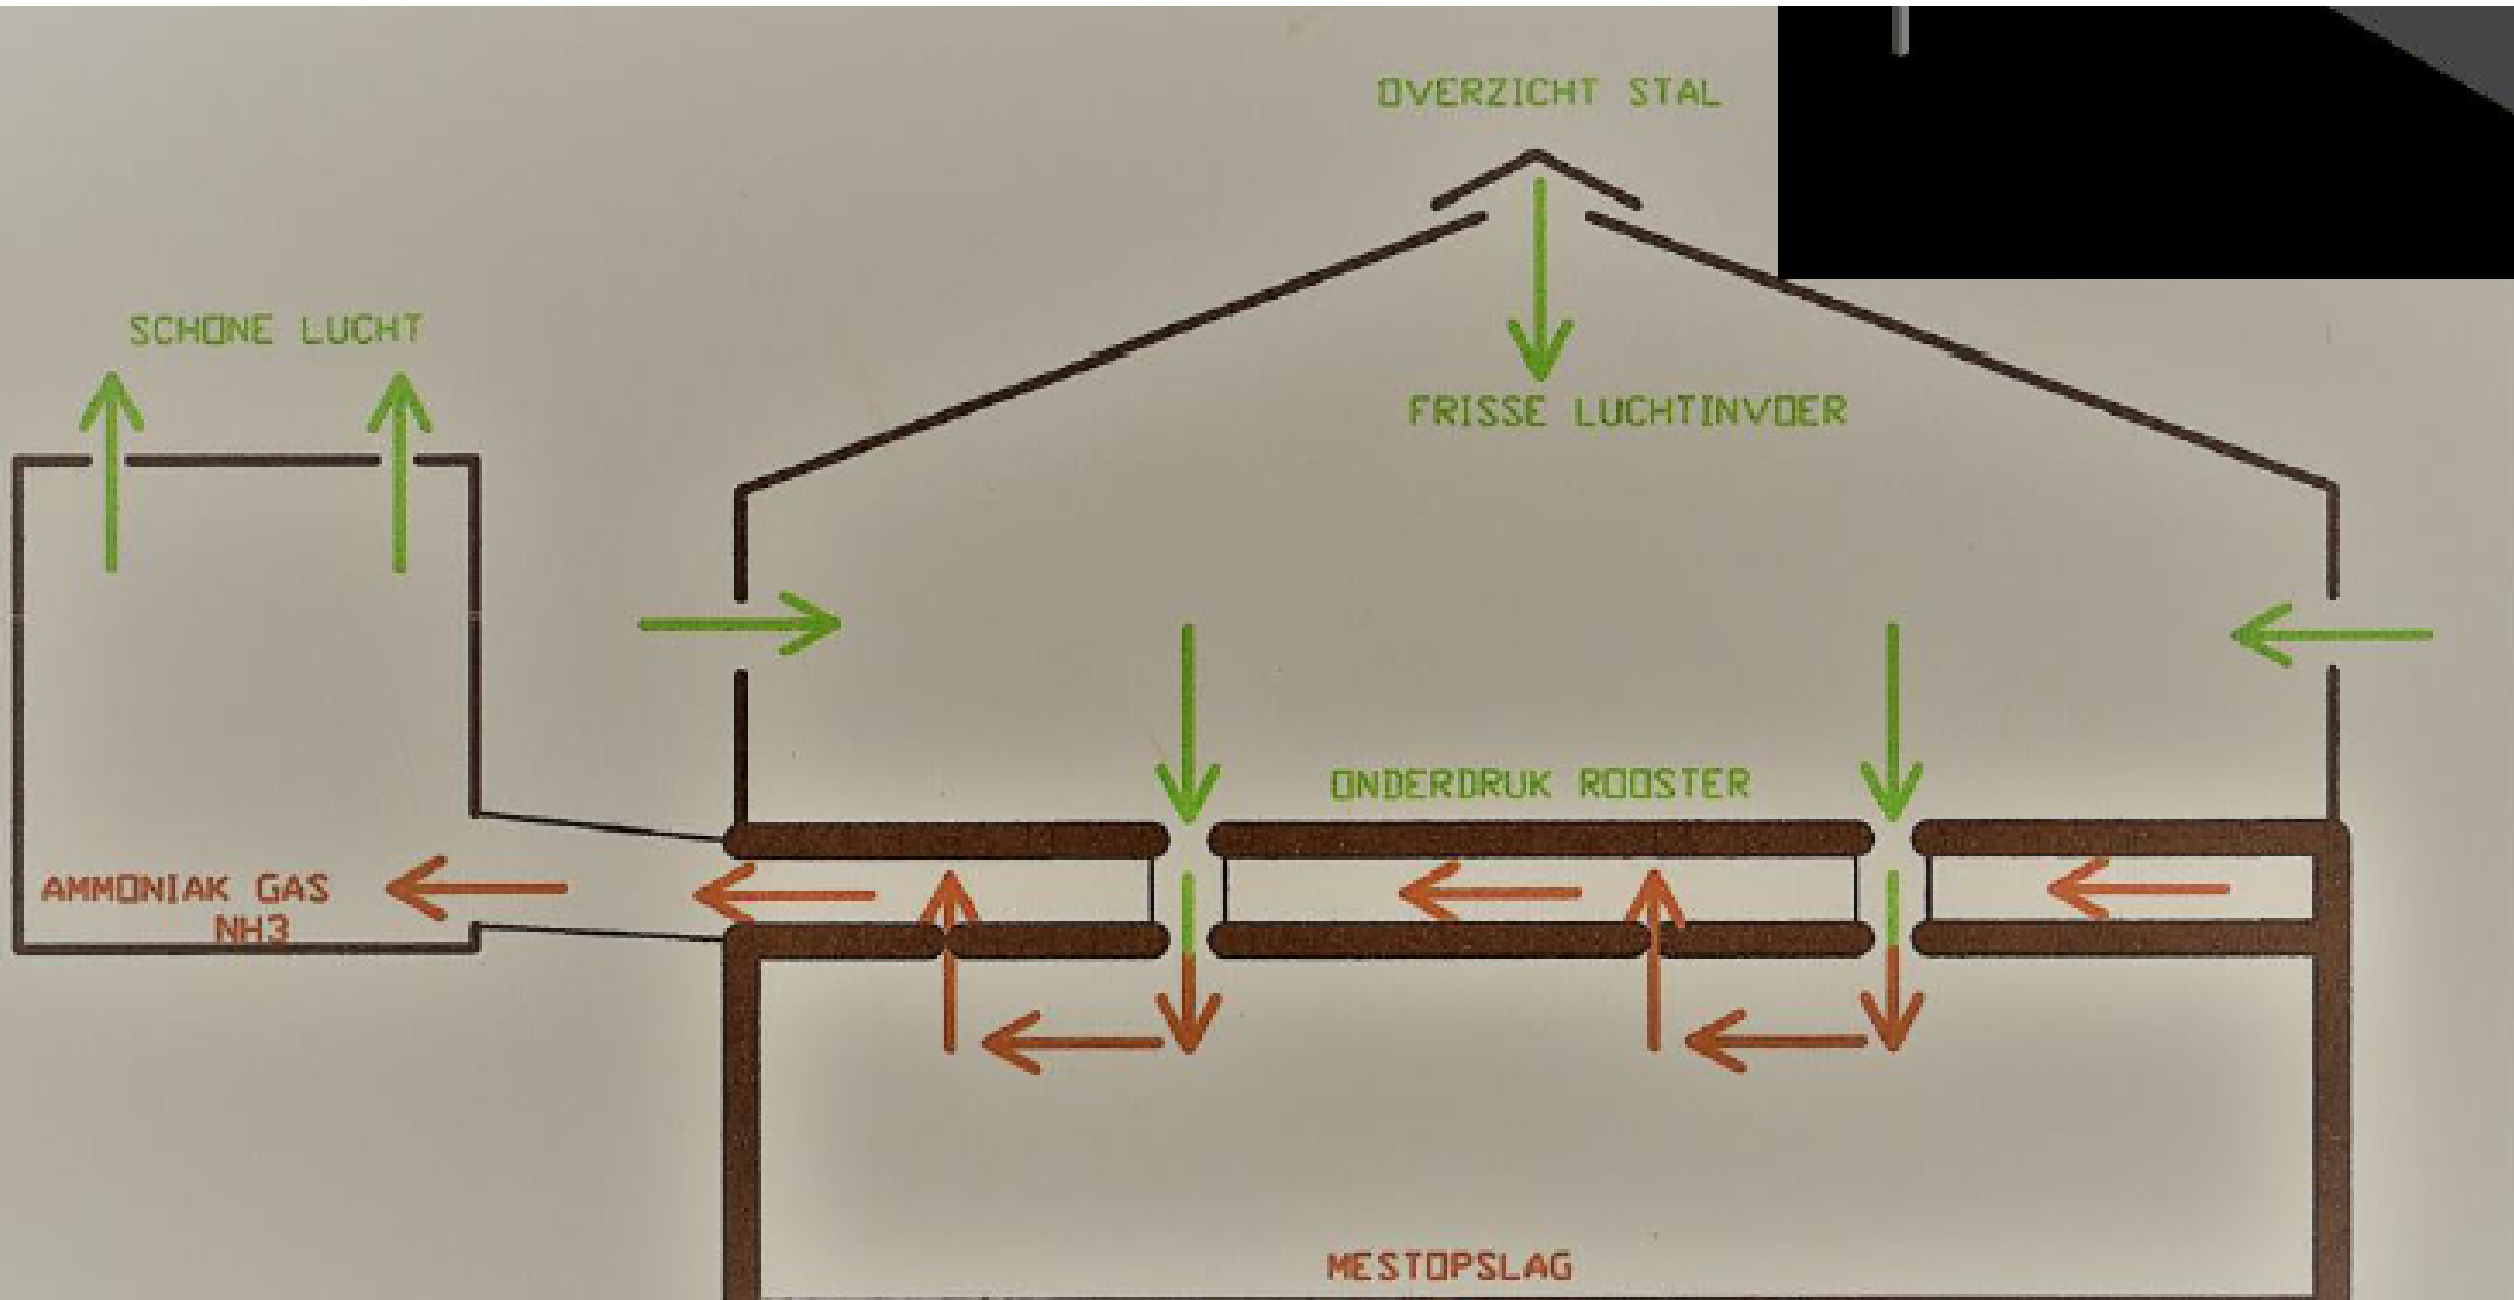 OVERZICHT STAL
SCHONE LUCHT
FRISSE LUCHTINVOER
ONDERDRUK ROOSTER
AMMONIAK GAS
NH3
MESTOPSLAG